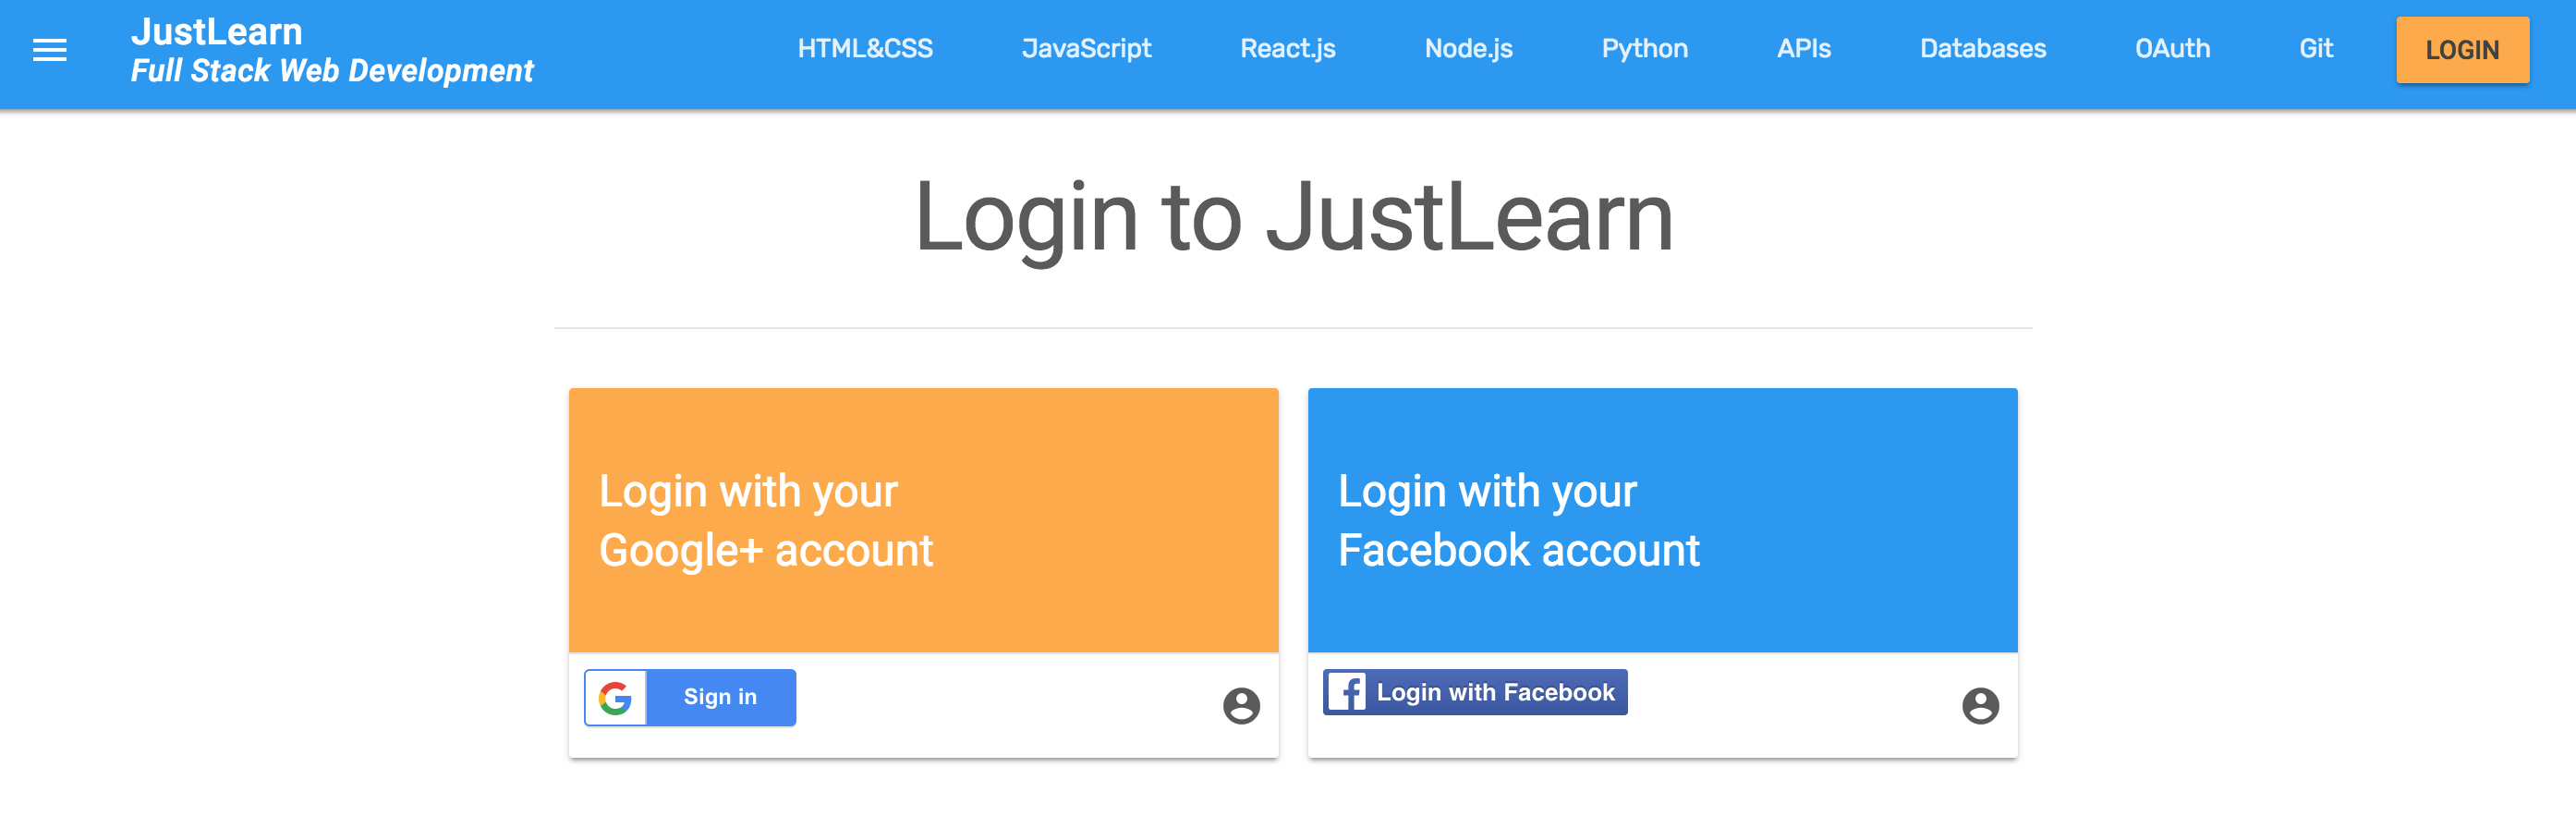 JustLearn
Full Stack Web Development
HTML&CSS JavaScript React.js Node.js Python APIs Databases OAuth Git LOGIN
Login to JustLearn
Login with your
Google+ account
Sign in
Login with your
Facebook account
Login with Facebook